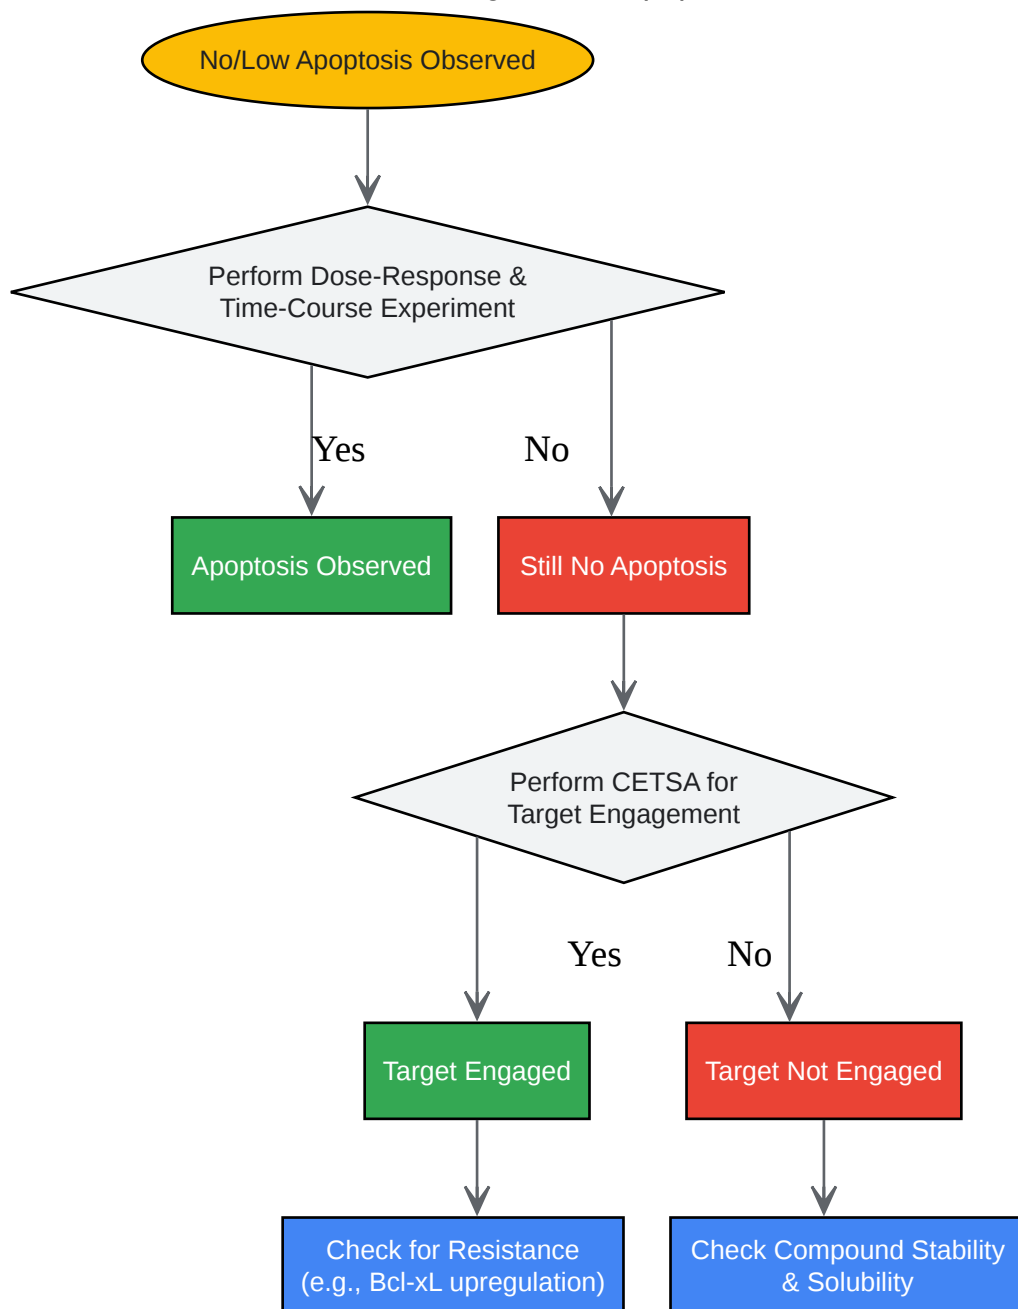 No/Low Apoptosis Observed
Perform Dose-Response &
Time-Course Experiment
Yes
No
Apoptosis Observed
Still No Apoptosis
Perform CETSA for
Target Engagement
Yes
No
Target Engaged
Target Not Engaged
Check for Resistance
(e.g., Bcl-xL upregulation)
Check Compound Stability
& Solubility